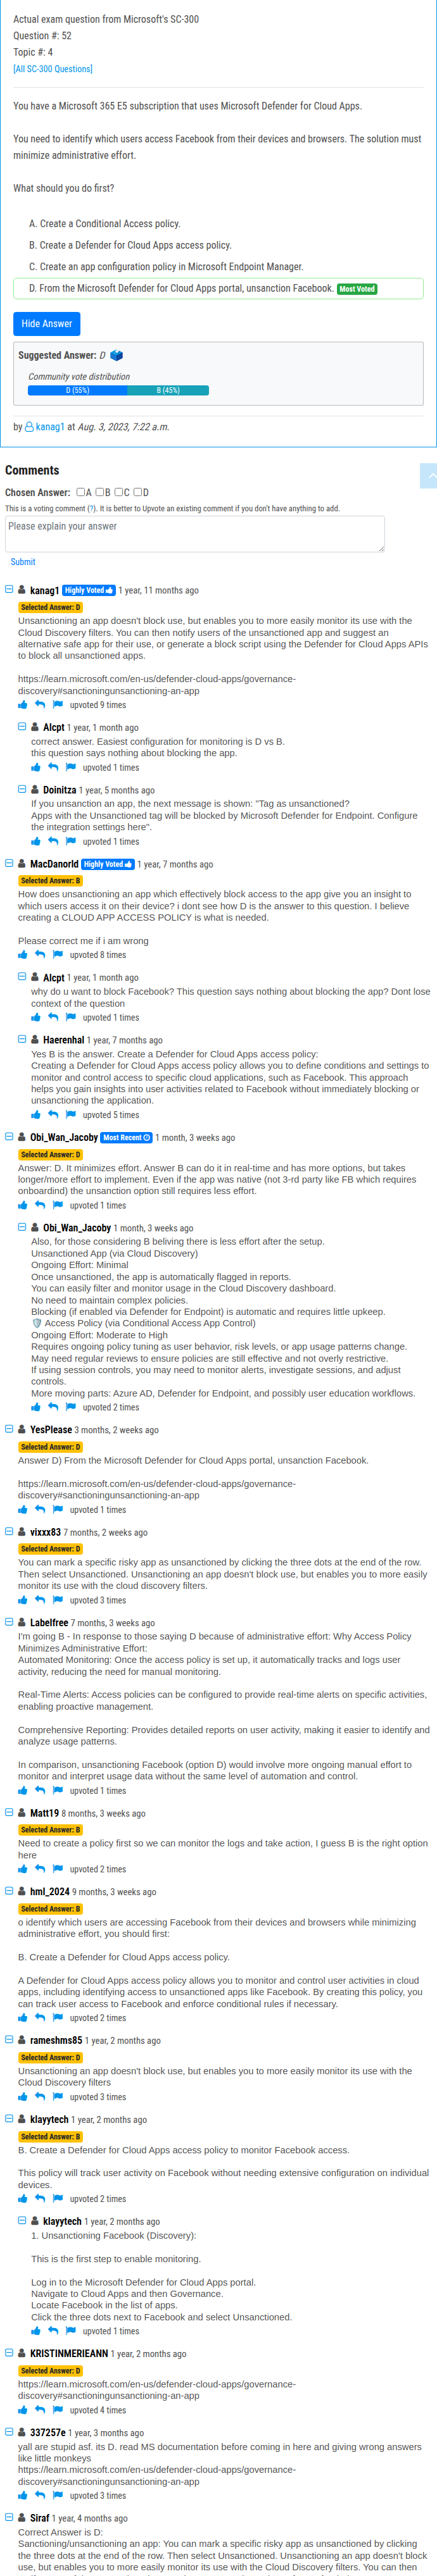 Actual exam question from Microsoft's SC-300
Question #: 52
Topic #: 4
[All SC-300 Questions]
You have a Microsoft 365 E5 subscription that uses Microsoft Defender for Cloud Apps.
You need to identify which users access Facebook from their devices and browsers. The solution must
minimize administrative effort.
What should you do first?
A. Create a Conditional Access policy.
B. Create a Defender for Cloud Apps access policy.
C. Create an app configuration policy in Microsoft Endpoint Manager.
D. From the Microsoft Defender for Cloud Apps portal, unsanction Facebook. Most Voted
Hide Answer
Suggested Answer: D
Community vote distribution
D (55%) B (45%)
by kanag1 at Aug. 3, 2023, 7:22 a.m.
Comments
Chosen Answer: A B C D
This is a voting comment (?). It is better to Upvote an existing comment if you don't have anything to add.
Please explain your answer
Submit
kanag1 Highly Voted 1 year, 11 months ago
Selected Answer: D
Unsanctioning an app doesn't block use, but enables you to more easily monitor its use with the
Cloud Discovery filters. You can then notify users of the unsanctioned app and suggest an
alternative safe app for their use, or generate a block script using the Defender for Cloud Apps APIs
to block all unsanctioned apps.
https://learn.microsoft.com/en-us/defender-cloud-apps/governance-
discovery#sanctioningunsanctioning-an-app
upvoted 9 times
Alcpt 1 year, 1 month ago
correct answer. Easiest configuration for monitoring is D vs B.
this question says nothing about blocking the app.
upvoted 1 times
Doinitza 1 year, 5 months ago
If you unsanction an app, the next message is shown: "Tag as unsanctioned?
Apps with the Unsanctioned tag will be blocked by Microsoft Defender for Endpoint. Configure
the integration settings here".
upvoted 1 times
MacDanorld Highly Voted 1 year, 7 months ago
Selected Answer: B
How does unsanctioning an app which effectively block access to the app give you an insight to
which users access it on their device? i dont see how D is the answer to this question. I believe
creating a CLOUD APP ACCESS POLICY is what is needed.
Please correct me if i am wrong
upvoted 8 times
Alcpt 1 year, 1 month ago
why do u want to block Facebook? This question says nothing about blocking the app? Dont lose
context of the question
upvoted 1 times
Haerenhal 1 year, 7 months ago
Yes B is the answer. Create a Defender for Cloud Apps access policy:
Creating a Defender for Cloud Apps access policy allows you to define conditions and settings to
monitor and control access to specific cloud applications, such as Facebook. This approach
helps you gain insights into user activities related to Facebook without immediately blocking or
unsanctioning the application.
upvoted 5 times
Obi_Wan_Jacoby Most Recent 1 month, 3 weeks ago
Selected Answer: D
Answer: D. It minimizes effort. Answer B can do it in real-time and has more options, but takes
longer/more effort to implement. Even if the app was native (not 3-rd party like FB which requires
onboardind) the unsanction option still requires less effort.
upvoted 1 times
Obi_Wan_Jacoby 1 month, 3 weeks ago
Also, for those considering B beliving there is less effort after the setup.
Unsanctioned App (via Cloud Discovery)
Ongoing Effort: Minimal
Once unsanctioned, the app is automatically flagged in reports.
You can easily filter and monitor usage in the Cloud Discovery dashboard.
No need to maintain complex policies.
Blocking (if enabled via Defender for Endpoint) is automatic and requires little upkeep.
🛡️ Access Policy (via Conditional Access App Control)
Ongoing Effort: Moderate to High
Requires ongoing policy tuning as user behavior, risk levels, or app usage patterns change.
May need regular reviews to ensure policies are still effective and not overly restrictive.
If using session controls, you may need to monitor alerts, investigate sessions, and adjust
controls.
More moving parts: Azure AD, Defender for Endpoint, and possibly user education workflows.
upvoted 2 times
YesPlease 3 months, 2 weeks ago
Selected Answer: D
Answer D) From the Microsoft Defender for Cloud Apps portal, unsanction Facebook.
https://learn.microsoft.com/en-us/defender-cloud-apps/governance-
discovery#sanctioningunsanctioning-an-app
upvoted 1 times
vixxx83 7 months, 2 weeks ago
Selected Answer: D
You can mark a specific risky app as unsanctioned by clicking the three dots at the end of the row.
Then select Unsanctioned. Unsanctioning an app doesn't block use, but enables you to more easily
monitor its use with the cloud discovery filters.
upvoted 3 times
Labelfree 7 months, 3 weeks ago
I'm going B - In response to those saying D because of administrative effort: Why Access Policy
Minimizes Administrative Effort:
Automated Monitoring: Once the access policy is set up, it automatically tracks and logs user
activity, reducing the need for manual monitoring.
Real-Time Alerts: Access policies can be configured to provide real-time alerts on specific activities,
enabling proactive management.
Comprehensive Reporting: Provides detailed reports on user activity, making it easier to identify and
analyze usage patterns.
In comparison, unsanctioning Facebook (option D) would involve more ongoing manual effort to
monitor and interpret usage data without the same level of automation and control.
upvoted 1 times
Matt19 8 months, 3 weeks ago
Selected Answer: B
Need to create a policy first so we can monitor the logs and take action, I guess B is the right option
here
upvoted 2 times
hml_2024 9 months, 3 weeks ago
Selected Answer: B
o identify which users are accessing Facebook from their devices and browsers while minimizing
administrative effort, you should first:
B. Create a Defender for Cloud Apps access policy.
A Defender for Cloud Apps access policy allows you to monitor and control user activities in cloud
apps, including identifying access to unsanctioned apps like Facebook. By creating this policy, you
can track user access to Facebook and enforce conditional rules if necessary.
upvoted 2 times
rameshms85 1 year, 2 months ago
Selected Answer: D
Unsanctioning an app doesn't block use, but enables you to more easily monitor its use with the
Cloud Discovery filters
upvoted 3 times
klayytech 1 year, 2 months ago
Selected Answer: B
B. Create a Defender for Cloud Apps access policy to monitor Facebook access.
This policy will track user activity on Facebook without needing extensive configuration on individual
devices.
upvoted 2 times
klayytech 1 year, 2 months ago
1. Unsanctioning Facebook (Discovery):
This is the first step to enable monitoring.
Log in to the Microsoft Defender for Cloud Apps portal.
Navigate to Cloud Apps and then Governance.
Locate Facebook in the list of apps.
Click the three dots next to Facebook and select Unsanctioned.
upvoted 1 times
KRISTINMERIEANN 1 year, 2 months ago
Selected Answer: D
https://learn.microsoft.com/en-us/defender-cloud-apps/governance-
discovery#sanctioningunsanctioning-an-app
upvoted 4 times
337257e 1 year, 3 months ago
yall are stupid asf. its D. read MS documentation before coming in here and giving wrong answers
like little monkeys
https://learn.microsoft.com/en-us/defender-cloud-apps/governance-
discovery#sanctioningunsanctioning-an-app
upvoted 3 times
Siraf 1 year, 4 months ago
Correct Answer is D:
Sanctioning/unsanctioning an app: You can mark a specific risky app as unsanctioned by clicking
the three dots at the end of the row. Then select Unsanctioned. Unsanctioning an app doesn't block
use, but enables you to more easily monitor its use with the Cloud Discovery filters. You can then